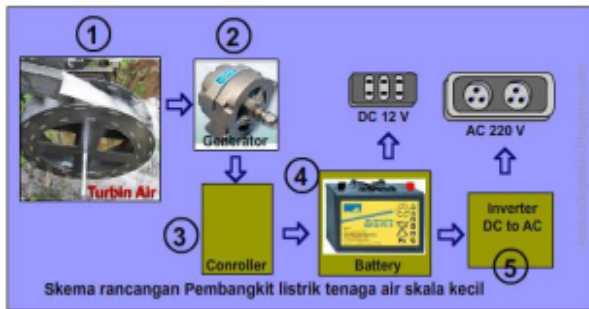 1
2
Turbin Air
Generator
DC 12 V
AC 220 V
3
Conroller
4
Battery
Inverter
DC to AC
5
Skema rancangan Pembangkit listrik tenaga air skala kecil